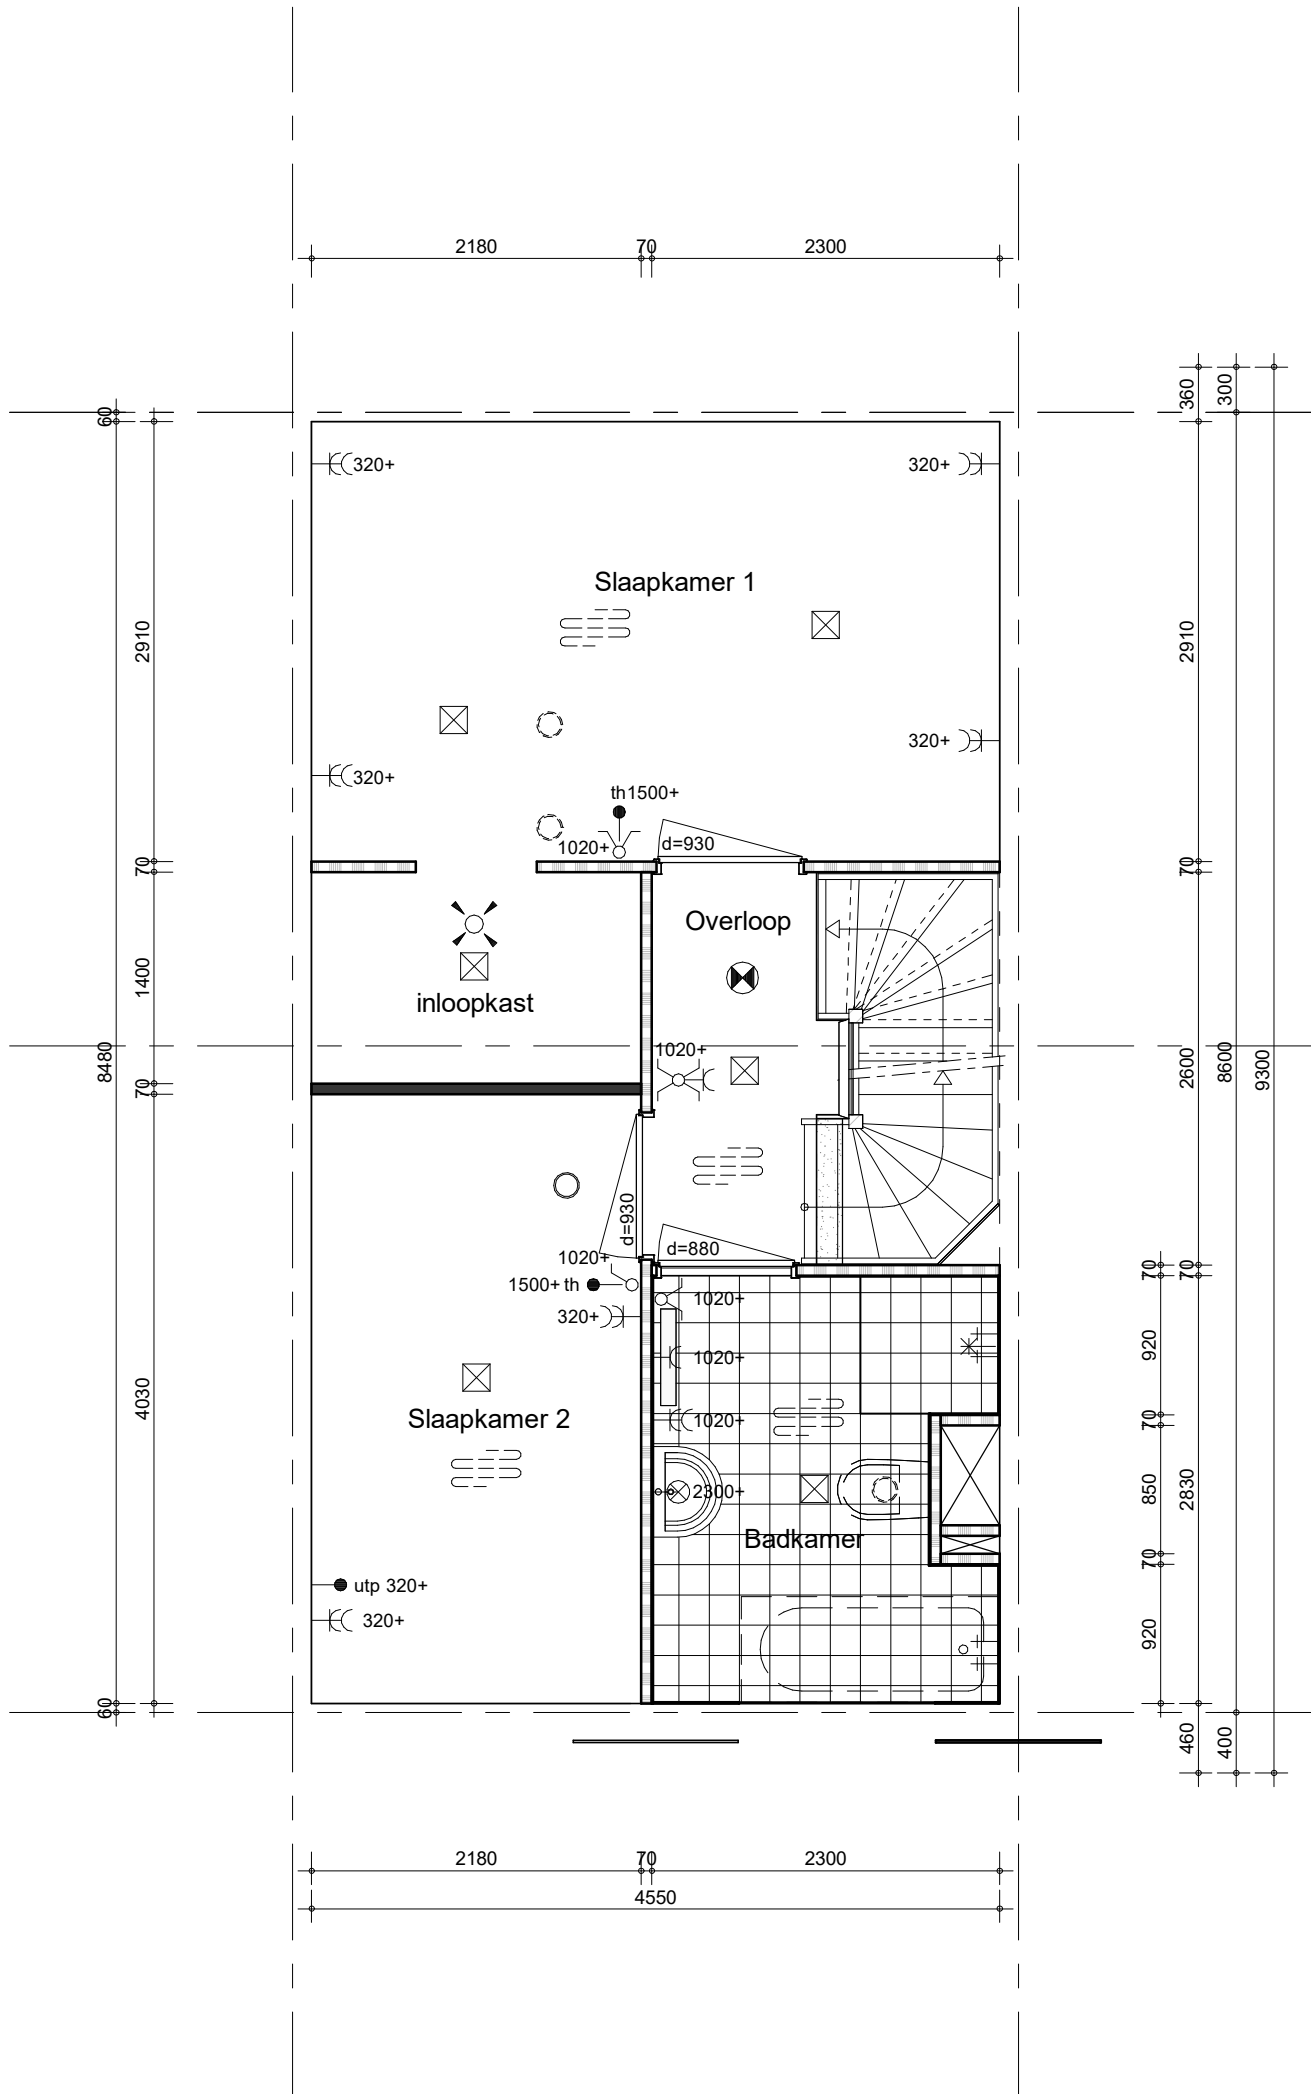 2180 70 2300
360
300
60
320+ 320+
Slaapkamer 1
2910 2910
320+
320+
th1500+
1020+ d=930
70 70
Overloop
1400
inloopkast
8480 1020+ 2600 8600 9300
70
d=930
1020+ d=880
1500+ th 1020+ 70 70
320+
1020+ 920
4030
Slaapkamer 2 1020+ 70
2300+ 850 2830
Badkamer
70
utp 320+
320+ 920
60
460 400
2180 70 2300
4550